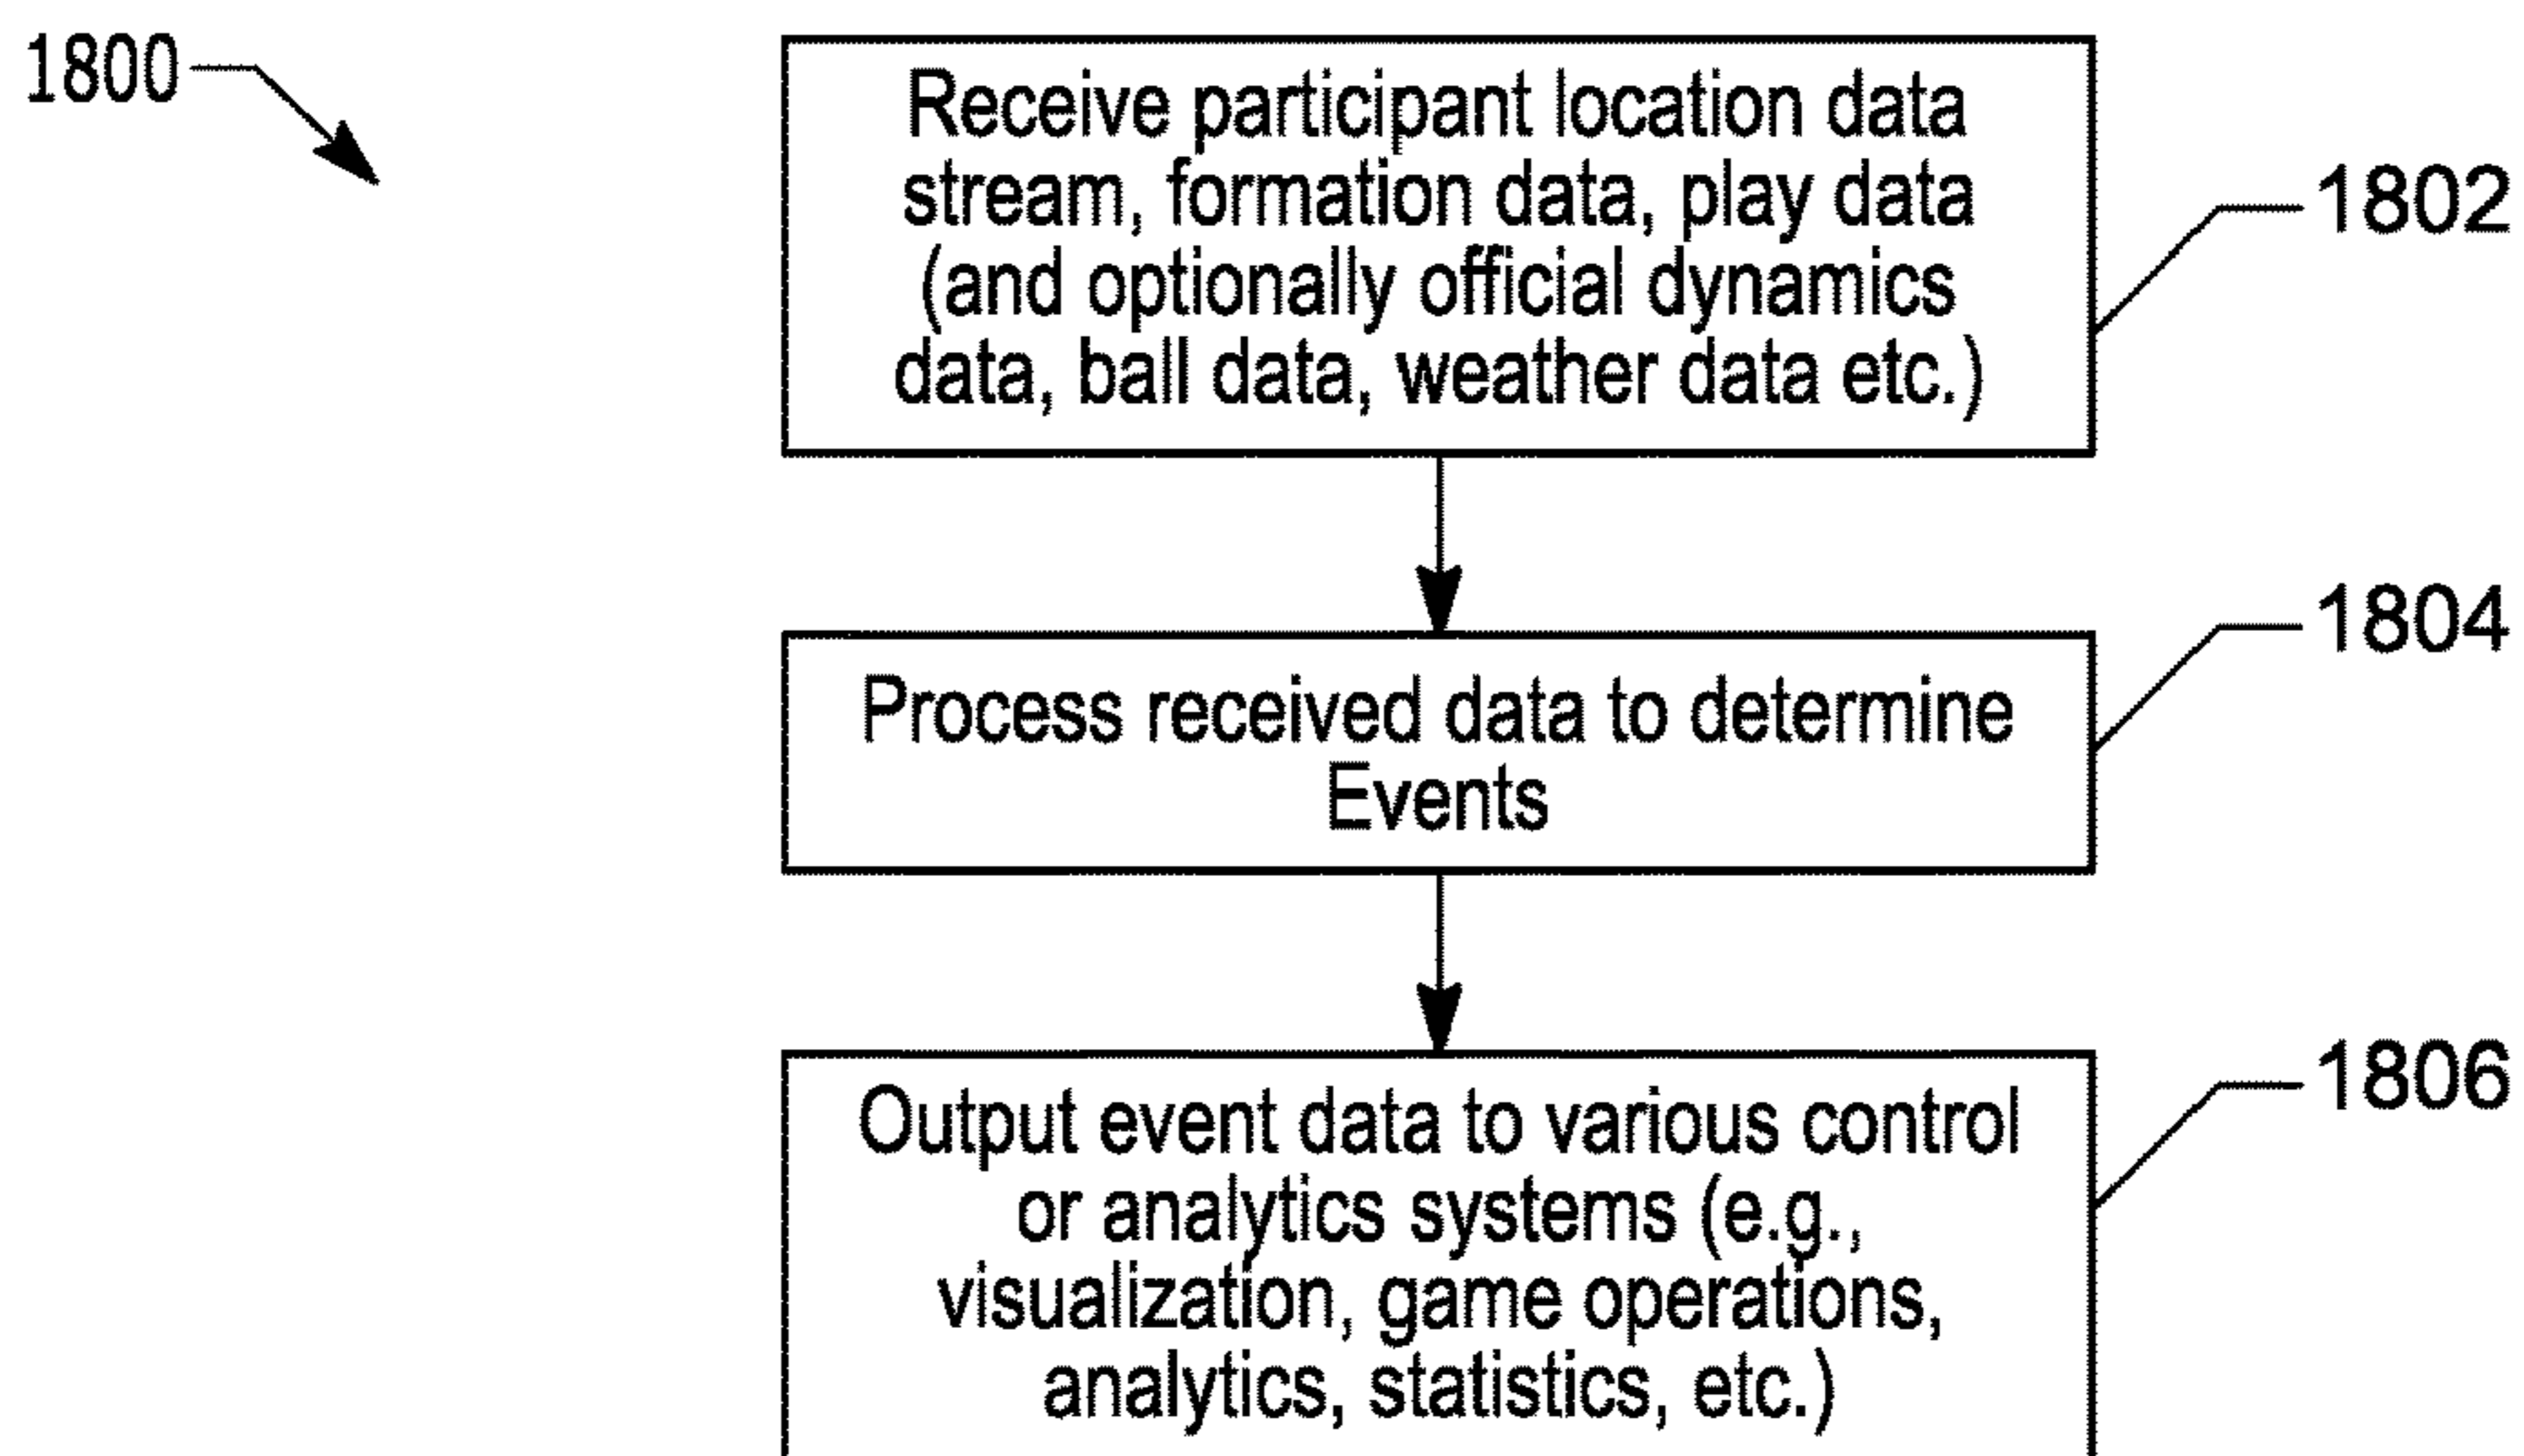 1800
Receive participant location data
stream, formation data, play data
(and optionally official dynamics
data, ball data, weather data etc.)
1802
Process received data to determine
Events
1804
Output event data to various control
or analytics systems (e.g.,
visualization, game operations,
analytics, statistics, etc.)
1806